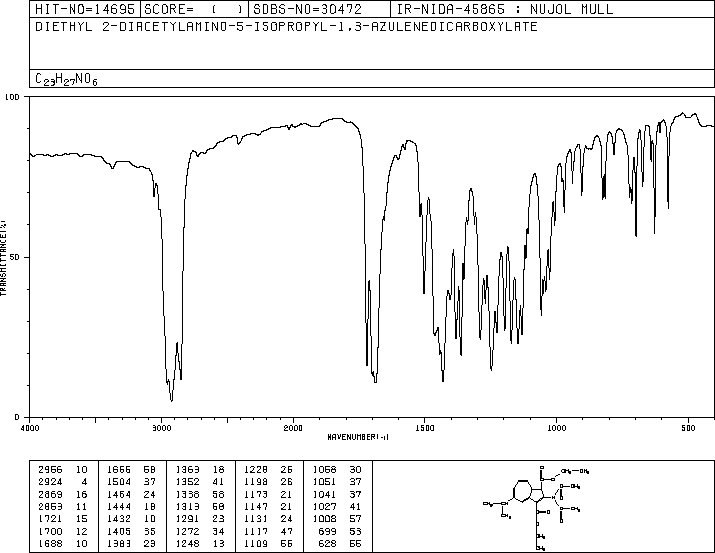 HIT-NO=14695 SCORE= ( ) SDBS-NO=30472 IR-NIDA-45865 : NUJOL MULL
DIETHYL 2-DIACETYLAMINO-5-ISOPROPYL-1,3-AZULENEDICARBOXYLATE
C23H27NO6
100
50
0
TRANSMITTANCE(%)
4000 3000 2000 1500 1000 500
WAVENUMBER(-1)
2956 10 1666 68 1369 18 1228 26 1058 30
2924 4 1504 37 1352 41 1198 26 1051 37
2869 16 1464 24 1338 58 1173 21 1041 37
2853 11 1444 18 1313 68 1147 21 1027 41
1721 15 1432 10 1291 23 1131 24 1008 57
1700 12 1405 35 1272 34 1117 47 699 53
1688 10 1383 23 1248 13 1109 55 628 55